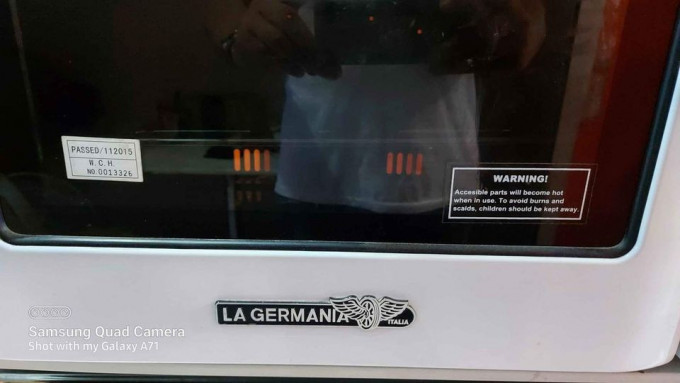 PASSED/112015
W.C.H.
NO.0013326
WARNING!
Accesible parts will become hot
when in use. To avoid burns and
scalds, children should be kept away
LA GERMANIA
ITALIA
Samsung Quad Camera
Shot with my Galaxy A71